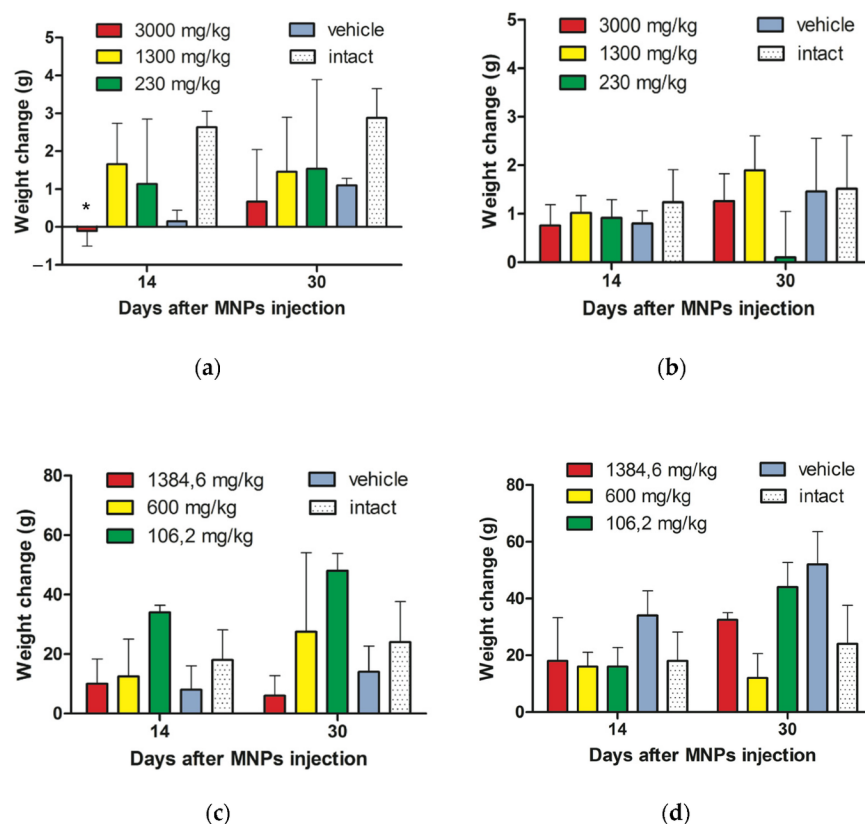 3000 mg/kg vehicle
1300 mg/kg intact
230 mg/kg
Weight change (g)
5
4
3
2
1
0
–1
*
14 30
Days after MNPs injection
(a)
3000 mg/kg vehicle
1300 mg/kg intact
230 mg/kg
Weight change (g)
5
4
3
2
1
0
14 30
Days after MNPs injection
(b)
1384,6 mg/kg vehicle
600 mg/kg intact
106,2 mg/kg
Weight change (g)
80
60
40
20
0
14 30
Days after MNPs injection
(c)
1384,6 mg/kg vehicle
600 mg/kg intact
106,2 mg/kg
Weight change (g)
80
60
40
20
0
14 30
Days after MNPs injection
(d)